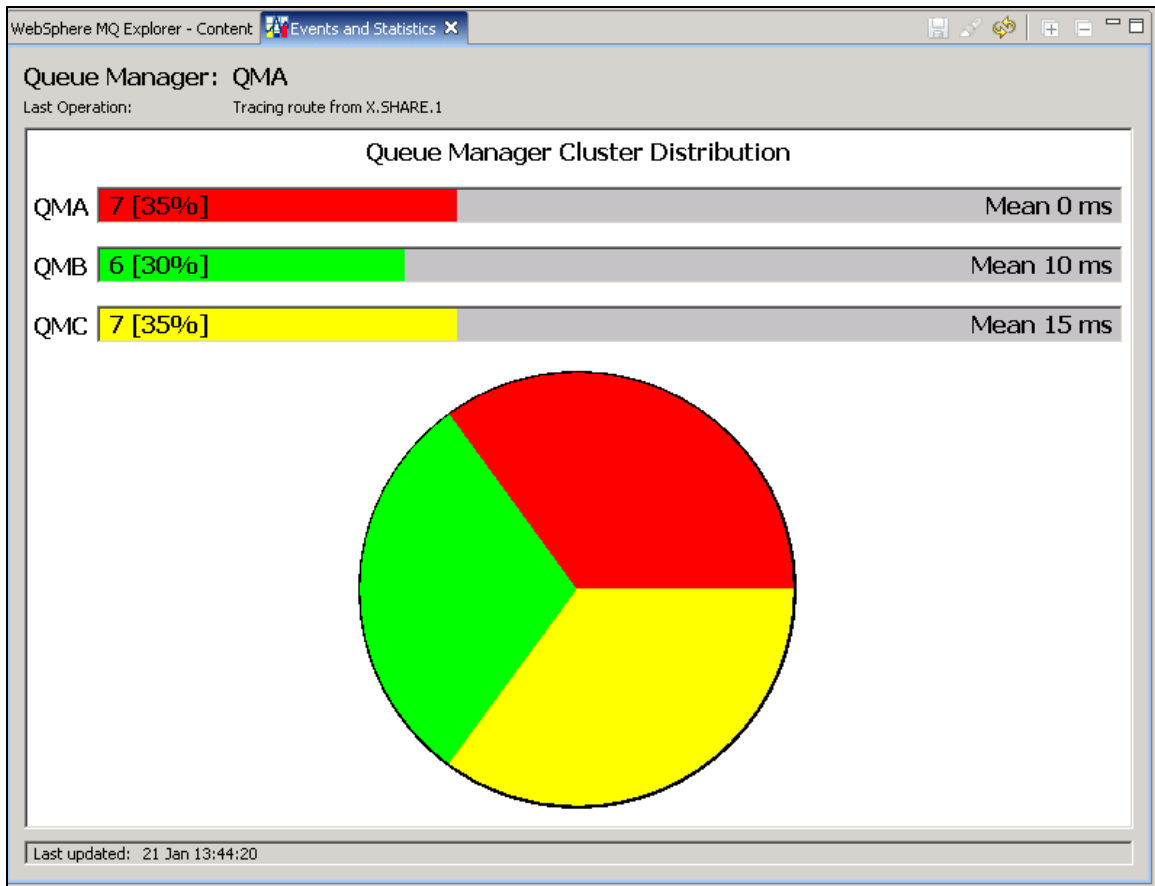 WebSphere MQ Explorer - Content Events and Statistics
Queue Manager: QMA
Last Operation: Tracing route from X.SHARE.1
Queue Manager Cluster Distribution
QMA 7 [35%] Mean 0 ms
QMB 6 [30%] Mean 10 ms
QMC 7 [35%] Mean 15 ms
Last updated: 21 Jan 13:44:20